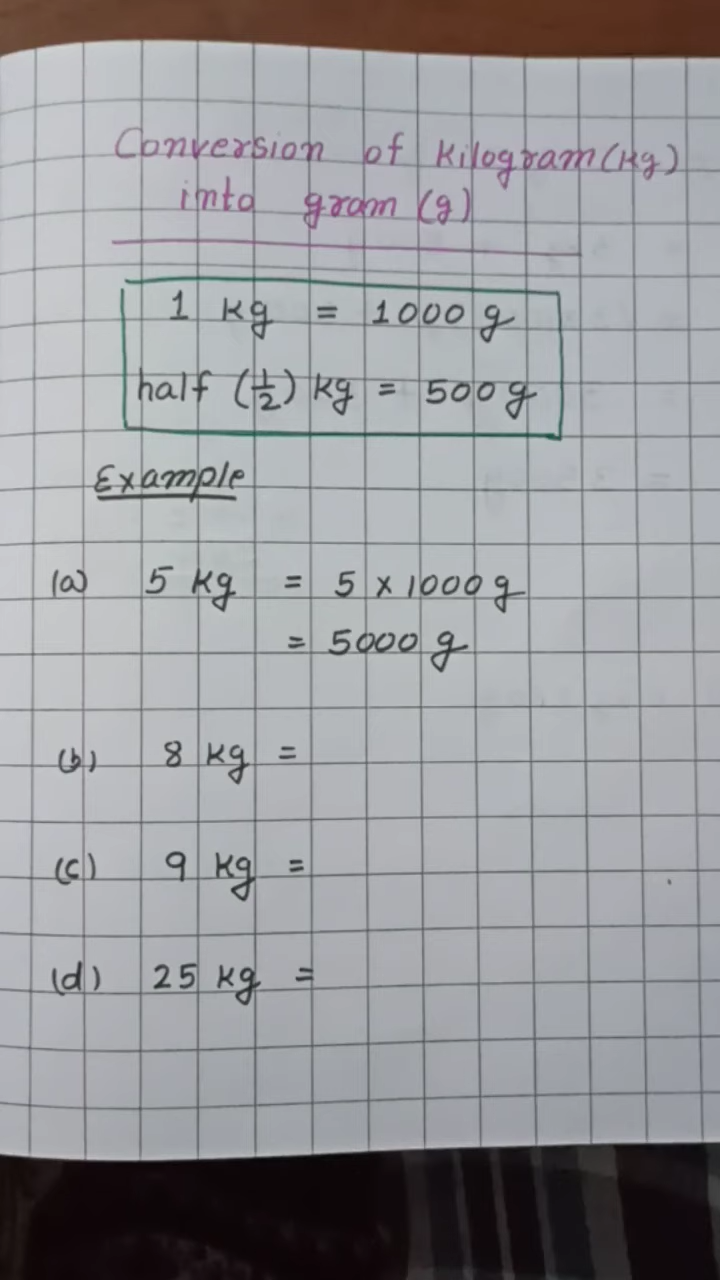 Conversion of Kilogram(Kg)
into gram (g)
1 Kg = 1000 g
half (1/2) Kg = 500 g
Example
(a) 5 Kg = 5 × 1000 g
= 5000 g
(b) 8 Kg =
(c) 9 Kg =
(d) 25 Kg =